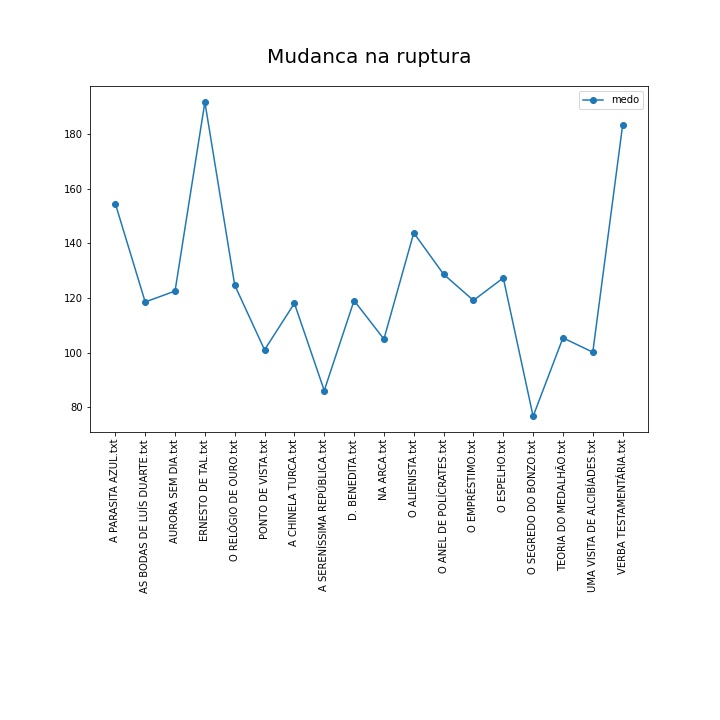 Mudanca na ruptura
medo
180
160
140
120
100
80
A PARASITA AZUL.txt
AS BODAS DE LUÍS DUARTE.txt
AURORA SEM DIA.txt
ERNESTO DE TAL.txt
O RELÓGIO DE OURO.txt
PONTO DE VISTA.txt
A CHINELA TURCA.txt
A SERENÍSSIMA REPÚBLICA.txt
D. BENEDITA.txt
NA ARCA.txt
O ALIENISTA.txt
O ANEL DE POLÍCRATES.txt
O EMPRÉSTIMO.txt
O ESPELHO.txt
O SEGREDO DO BONZO.txt
TEORIA DO MEDALHÃO.txt
UMA VISITA DE ALCIBÍADES.txt
VERBA TESTAMENTÁRIA.txt